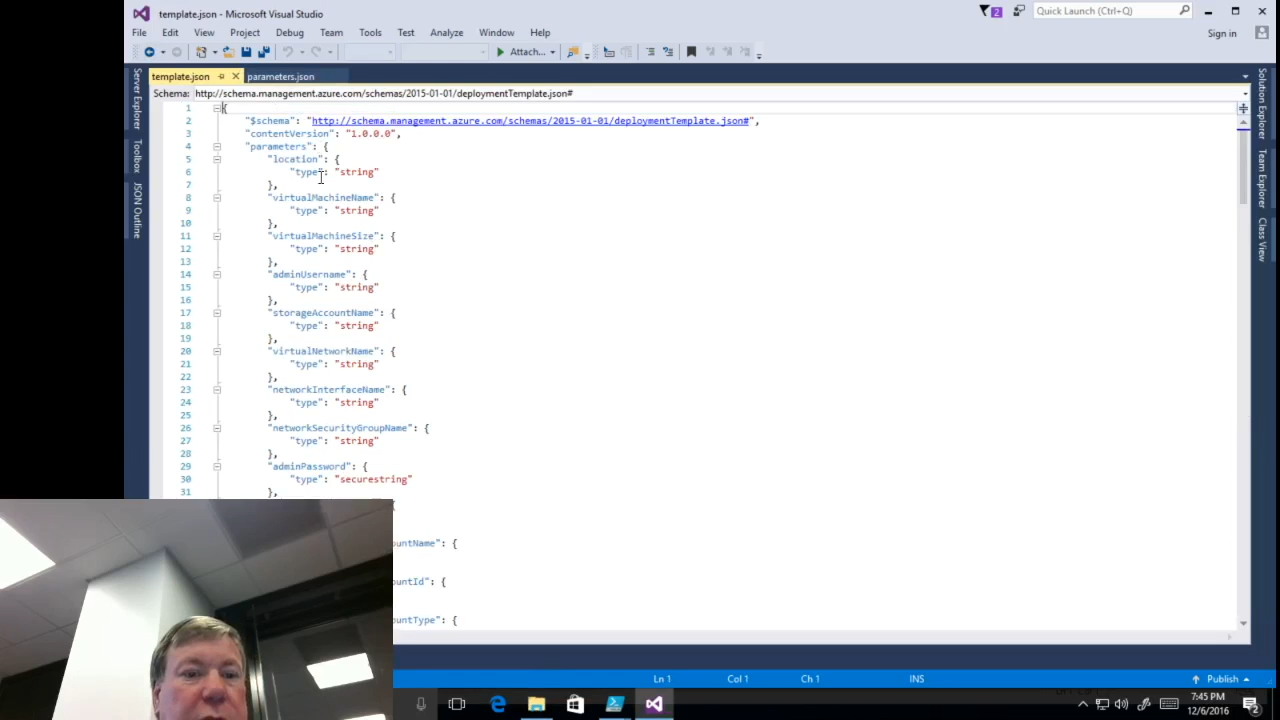 template.json - Microsoft Visual Studio
2
Quick Launch (Ctrl+Q)
File Edit View Project Debug Team Tools Test Analyze Window Help
Sign in
Attach...
template.json
parameters.json
Schema: http://schema.management.azure.com/schemas/2015-01-01/deploymentTemplate.json#
Server Explorer
Toolbox
JSON Outline
Solution Explorer
Team Explorer
Class View
1 {
2 "$schema": "http://schema.management.azure.com/schemas/2015-01-01/deploymentTemplate.json#",
3 "contentVersion": "1.0.0.0",
4 "parameters": {
5 "location": {
6 "type": "string"
7 },
8 "virtualMachineName": {
9 "type": "string"
10 },
11 "virtualMachineSize": {
12 "type": "string"
13 },
14 "adminUsername": {
15 "type": "string"
16 },
17 "storageAccountName": {
18 "type": "string"
19 },
20 "virtualNetworkName": {
21 "type": "string"
22 },
23 "networkInterfaceName": {
24 "type": "string"
25 },
26 "networkSecurityGroupName": {
27 "type": "string"
28 },
29 "adminPassword": {
30 "type": "securestring"
31 },
{
ountName": {
ountId": {
ountType": {
Ln 1 Col 1 Ch 1 INS Publish
7:45 PM
12/6/2016
2